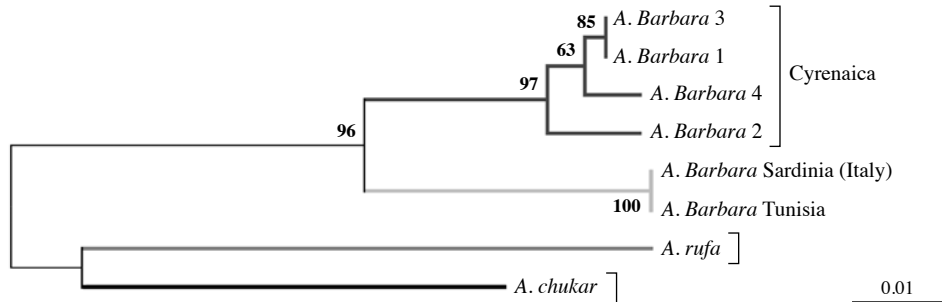 85
A. Barbara 3
63
A. Barbara 1
Cyrenaica
97
A. Barbara 4
96
A. Barbara 2
A. Barbara Sardinia (Italy)
100
A. Barbara Tunisia
A. rufa
A. chukar
0.01